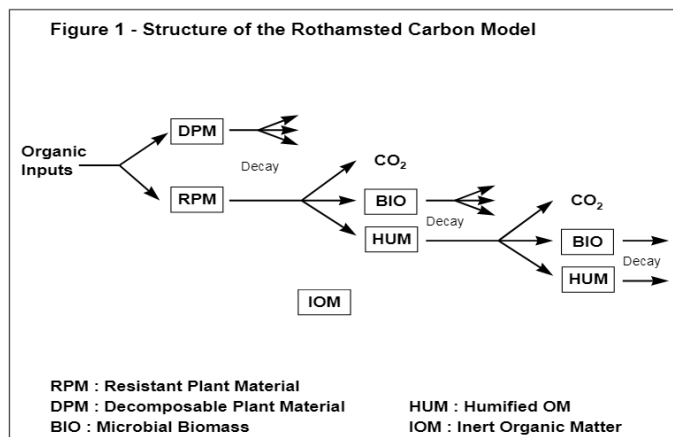 Figure 1 - Structure of the Rothamsted Carbon Model
Organic
Inputs
DPM
RPM
Decay
CO₂
BIO
HUM
Decay
CO₂
BIO
HUM
Decay
IOM
RPM : Resistant Plant Material
DPM : Decomposable Plant Material
BIO : Microbial Biomass
HUM : Humified OM
IOM : Inert Organic Matter